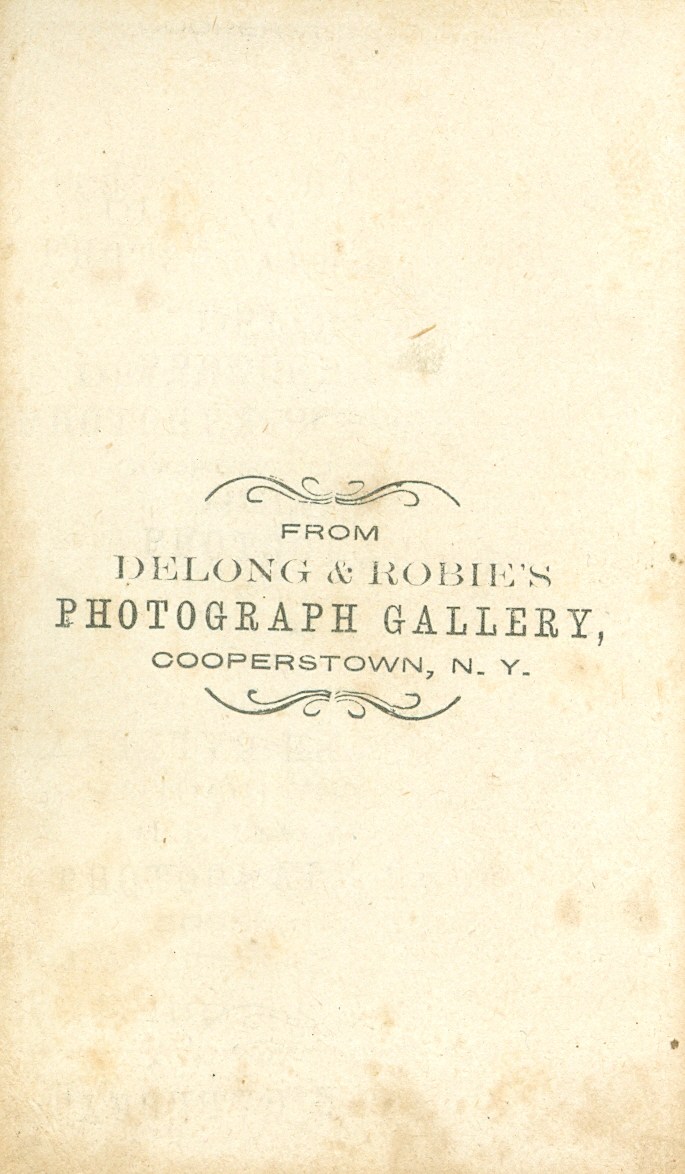 FROM
DELONG & ROBIE'S
PHOTOGRAPH GALLERY,
COOPERSTOWN, N. Y.